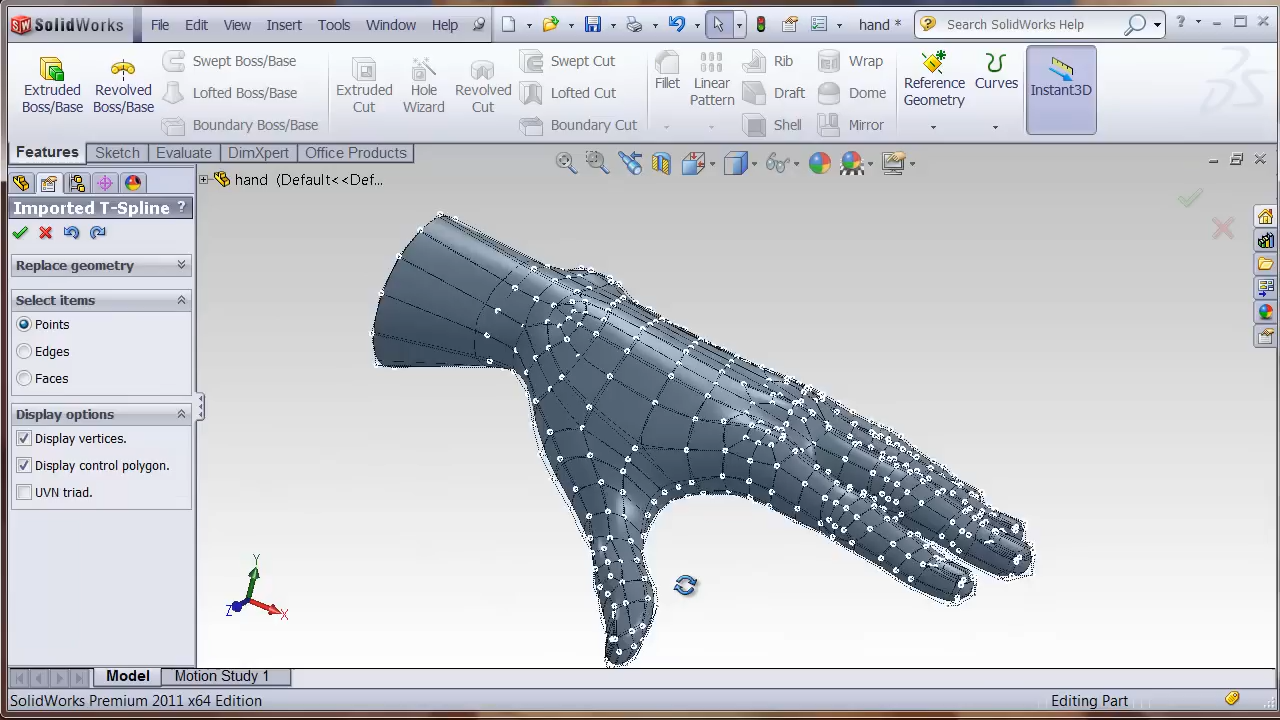 SolidWorks File Edit View Insert Tools Window Help hand * Search SolidWorks Help ?
Extruded Boss/Base
Revolved Boss/Base
Swept Boss/Base
Lofted Boss/Base
Boundary Boss/Base
Extruded Cut
Hole Wizard
Revolved Cut
Swept Cut
Lofted Cut
Boundary Cut
Fillet
Linear Pattern
Rib
Draft
Shell
Wrap
Dome
Mirror
Reference Geometry
Curves
Instant3D
Features Sketch Evaluate DimXpert Office Products
hand (Default<<Def...
Imported T-Spline ?
Replace geometry
Select items
Points
Edges
Faces
Display options
Display vertices.
Display control polygon.
UVN triad.
Y
Z X
Model Motion Study 1
SolidWorks Premium 2011 x64 Edition Editing Part